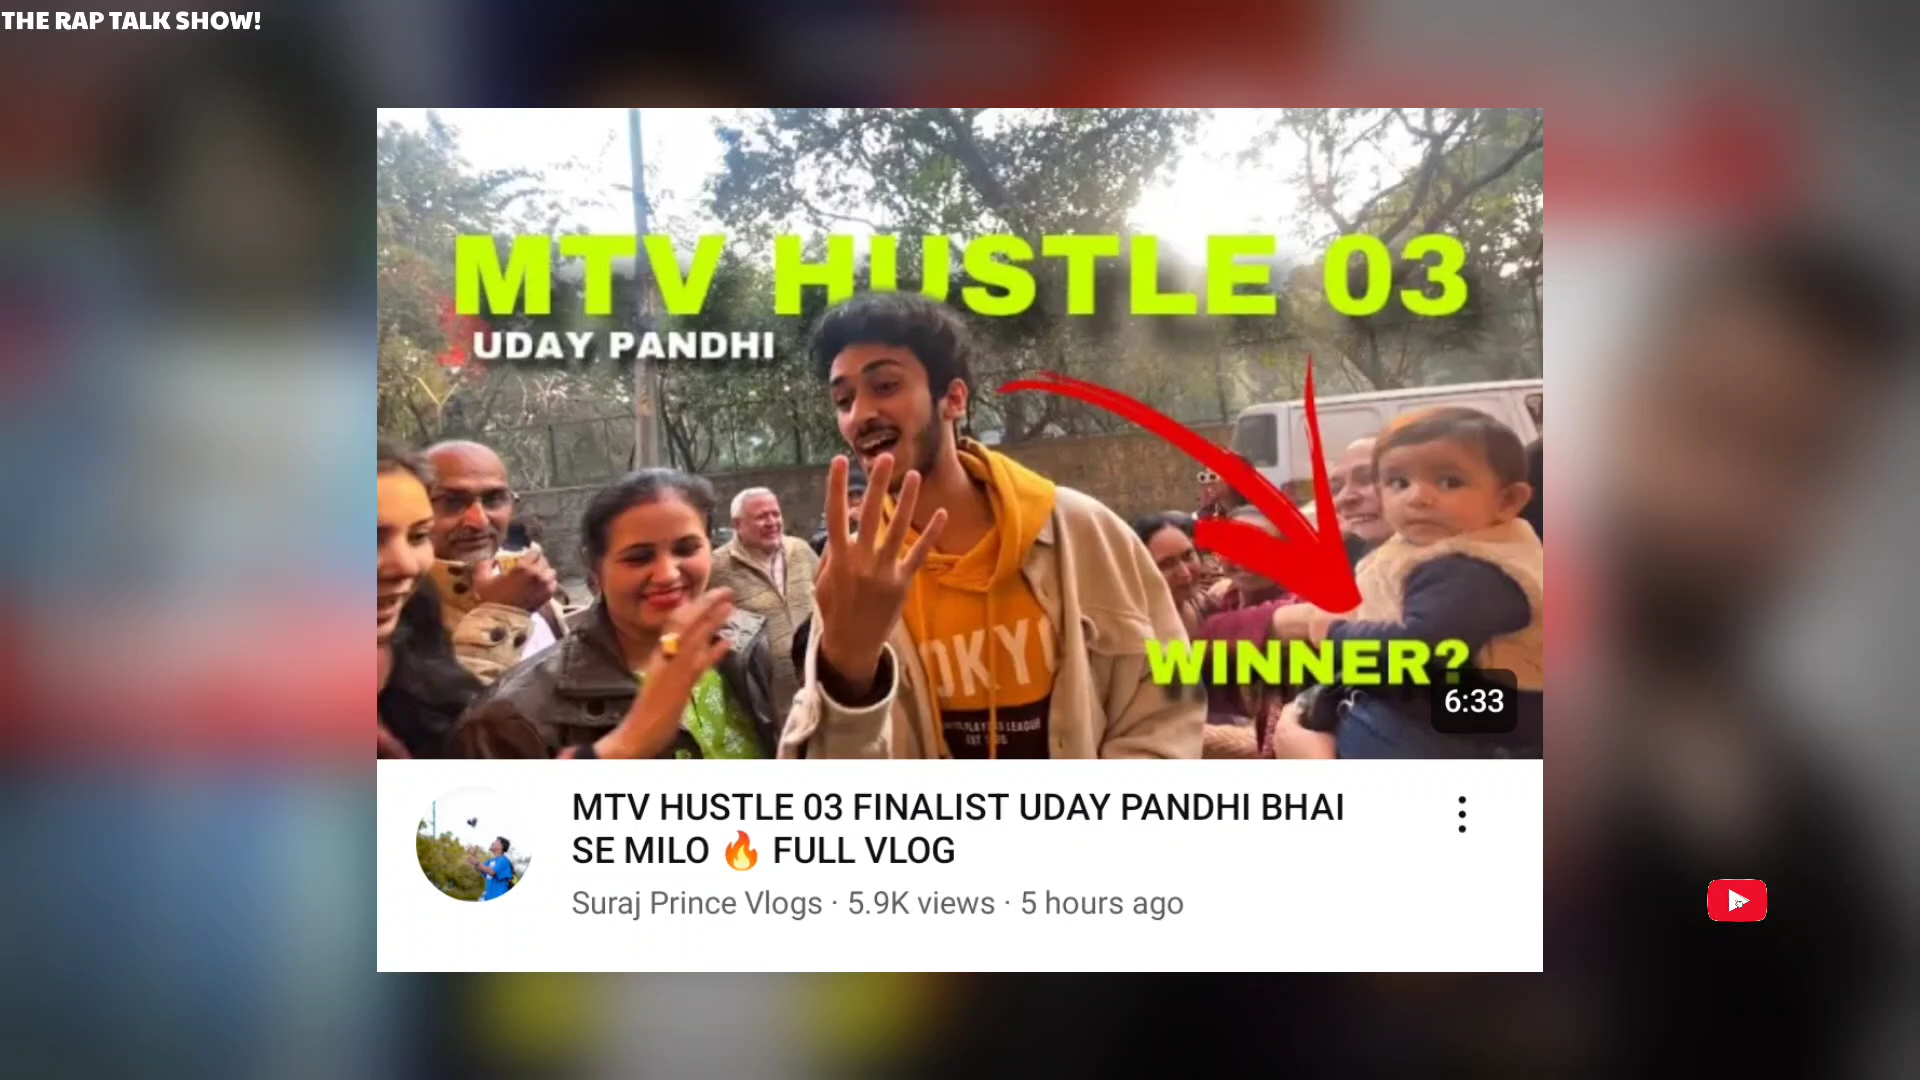 THE RAP TALK SHOW!
MTV HUSTLE 03
UDAY PANDHI
OKYO
WINNER?
6:33
MTV HUSTLE 03 FINALIST UDAY PANDHI BHAI
SE MILO 🔥 FULL VLOG
Suraj Prince Vlogs · 5.9K views · 5 hours ago